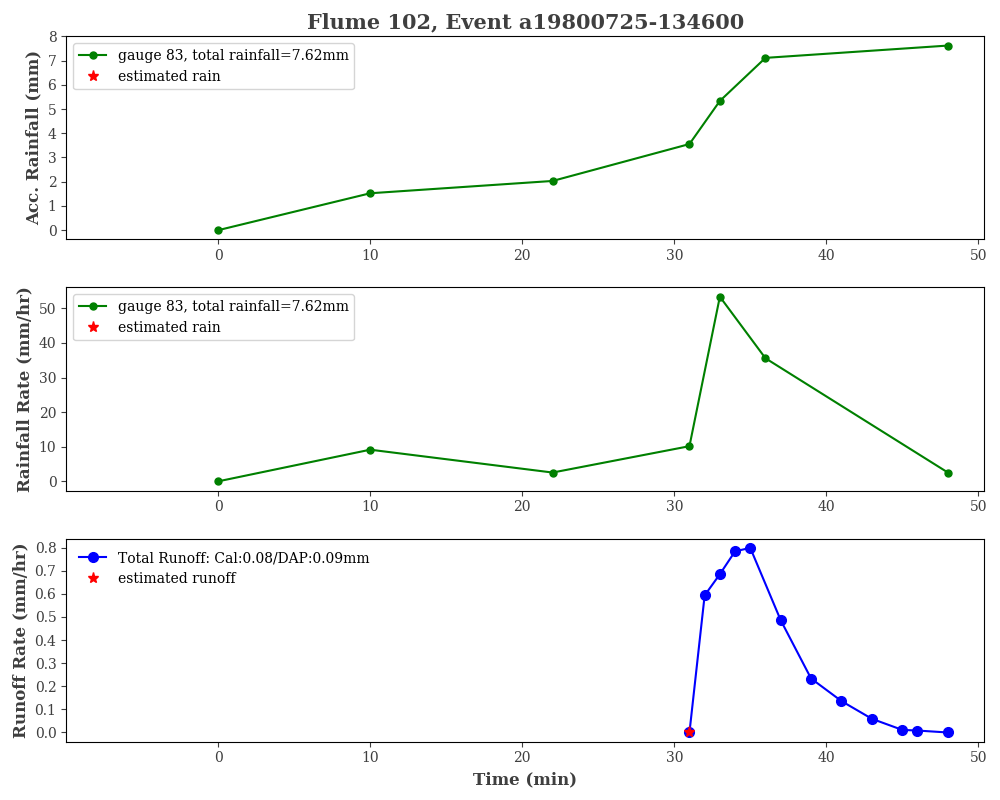 Flume 102, Event a19800725-134600
Acc. Rainfall (mm)
8
7
6
5
4
3
2
1
0
gauge 83, total rainfall=7.62mm
estimated rain
0 10 20 30 40 50
Rainfall Rate (mm/hr)
50
40
30
20
10
0
gauge 83, total rainfall=7.62mm
estimated rain
0 10 20 30 40 50
Runoff Rate (mm/hr)
0.8
0.7
0.6
0.5
0.4
0.3
0.2
0.1
0.0
Total Runoff: Cal:0.08/DAP:0.09mm
estimated runoff
0 10 20 30 40 50
Time (min)